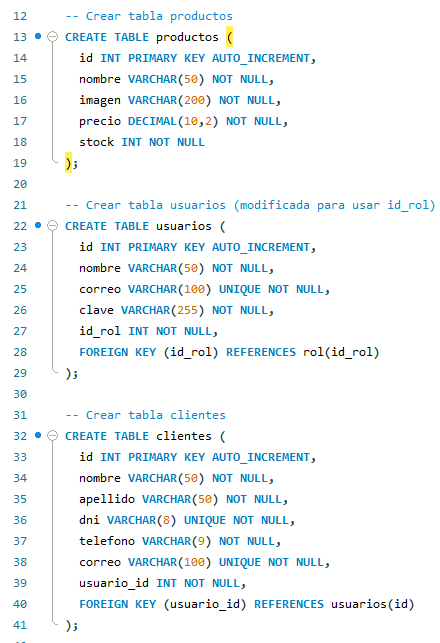 12 -- Crear tabla productos
13 CREATE TABLE productos (
14 id INT PRIMARY KEY AUTO_INCREMENT,
15 nombre VARCHAR(50) NOT NULL,
16 imagen VARCHAR(200) NOT NULL,
17 precio DECIMAL(10,2) NOT NULL,
18 stock INT NOT NULL
19 );
20
21 -- Crear tabla usuarios (modificada para usar id_rol)
22 CREATE TABLE usuarios (
23 id INT PRIMARY KEY AUTO_INCREMENT,
24 nombre VARCHAR(50) NOT NULL,
25 correo VARCHAR(100) UNIQUE NOT NULL,
26 clave VARCHAR(255) NOT NULL,
27 id_rol INT NOT NULL,
28 FOREIGN KEY (id_rol) REFERENCES rol(id_rol)
29 );
30
31 -- Crear tabla clientes
32 CREATE TABLE clientes (
33 id INT PRIMARY KEY AUTO_INCREMENT,
34 nombre VARCHAR(50) NOT NULL,
35 apellido VARCHAR(50) NOT NULL,
36 dni VARCHAR(8) UNIQUE NOT NULL,
37 telefono VARCHAR(9) NOT NULL,
38 correo VARCHAR(100) UNIQUE NOT NULL,
39 usuario_id INT NOT NULL,
40 FOREIGN KEY (usuario_id) REFERENCES usuarios(id)
41 );